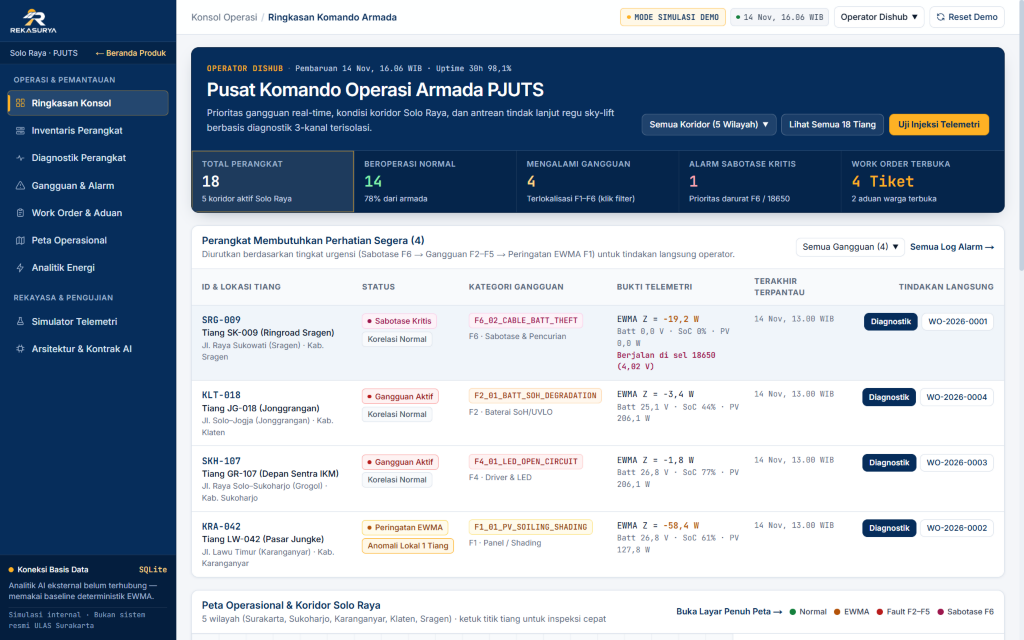 REKASURYA
Solo Raya · PJUTS
← Beranda Produk
OPERASI & PEMANTAUAN
Ringkasan Konsol
Inventaris Perangkat
Diagnostik Perangkat
Gangguan & Alarm
Work Order & Aduan
Peta Operasional
Analitik Energi
REKAYASA & PENGUJIAN
Simulator Telemetri
Arsitektur & Kontrak AI
Koneksi Basis Data SQLite
Analitik AI eksternal belum terhubung —
memakai baseline deterministik EWMA.
Simulasi internal · Bukan sistem
resmi ULAS Surakarta
Konsol Operasi / Ringkasan Komando Armada
MODE SIMULASI DEMO
14 Nov, 16.06 WIB
Operator Dishub ▼
Reset Demo
OPERATOR DISHUB · Pembaruan 14 Nov, 16.06 WIB · Uptime 30h 98,1%
Pusat Komando Operasi Armada PJUTS
Prioritas gangguan real-time, kondisi koridor Solo Raya, dan antrean tindak lanjut regu sky-lift
berbasis diagnostik 3-kanal terisolasi.
Semua Koridor (5 Wilayah) ▼
Lihat Semua 18 Tiang
Uji Injeksi Telemetri
TOTAL PERANGKAT
18
5 koridor aktif Solo Raya
BEROPERASI NORMAL
14
78% dari armada
MENGALAMI GANGGUAN
4
Terlokalisasi F1–F6 (klik filter)
ALARM SABOTASE KRITIS
1
Prioritas darurat F6 / 18650
WORK ORDER TERBUKA
4 Tiket
2 aduan warga terbuka
Perangkat Membutuhkan Perhatian Segera (4)
Diurutkan berdasarkan tingkat urgensi (Sabotase F6 → Gangguan F2–F5 → Peringatan EWMA F1) untuk tindakan langsung operator.
Semua Gangguan (4) ▼
Semua Log Alarm →
ID & LOKASI TIANG
STATUS
KATEGORI GANGGUAN
BUKTI TELEMETRI
TERAKHIR
TERPANTAU
TINDAKAN LANGSUNG
SRG-009
Tiang SK-009 (Ringroad Sragen)
Jl. Raya Sukowati (Sragen) · Kab.
Sragen
Sabotase Kritis
Korelasi Normal
F6_02_CABLE_BATT_THEFT
F6 · Sabotase & Pencurian
EWMA Z = -19,2 W
Batt 0,0 V · SoC 0% · PV
0,0 W
Berjalan di sel 18650
(4,02 V)
14 Nov, 13.00 WIB
Diagnostik
WO-2026-0001
KLT-018
Tiang JG-018 (Jonggrangan)
Jl. Solo–Jogja (Jonggrangan) · Kab.
Klaten
Gangguan Aktif
Korelasi Normal
F2_01_BATT_SOH_DEGRADATION
F2 · Baterai SoH/UVLO
EWMA Z = -3,4 W
Batt 25,1 V · SoC 44% · PV
206,1 W
14 Nov, 13.00 WIB
Diagnostik
WO-2026-0004
SKH-107
Tiang GR-107 (Depan Sentra IKM)
Jl. Raya Solo–Sukoharjo (Grogol) ·
Kab. Sukoharjo
Gangguan Aktif
Korelasi Normal
F4_01_LED_OPEN_CIRCUIT
F4 · Driver & LED
EWMA Z = -1,8 W
Batt 26,8 V · SoC 77% · PV
206,1 W
14 Nov, 13.00 WIB
Diagnostik
WO-2026-0003
KRA-042
Tiang LW-042 (Pasar Jungke)
Jl. Lawu Timur (Karanganyar) · Kab.
Karanganyar
Peringatan EWMA
Anomali Lokal 1 Tiang
F1_01_PV_SOILING_SHADING
F1 · Panel / Shading
EWMA Z = -58,4 W
Batt 26,8 V · SoC 61% · PV
127,8 W
14 Nov, 13.00 WIB
Diagnostik
WO-2026-0002
Peta Operasional & Koridor Solo Raya
5 wilayah (Surakarta, Sukoharjo, Karanganyar, Klaten, Sragen) · ketuk titik tiang untuk inspeksi cepat
Buka Layar Penuh Peta →
Normal
EWMA
Fault F2–F5
Sabotase F6